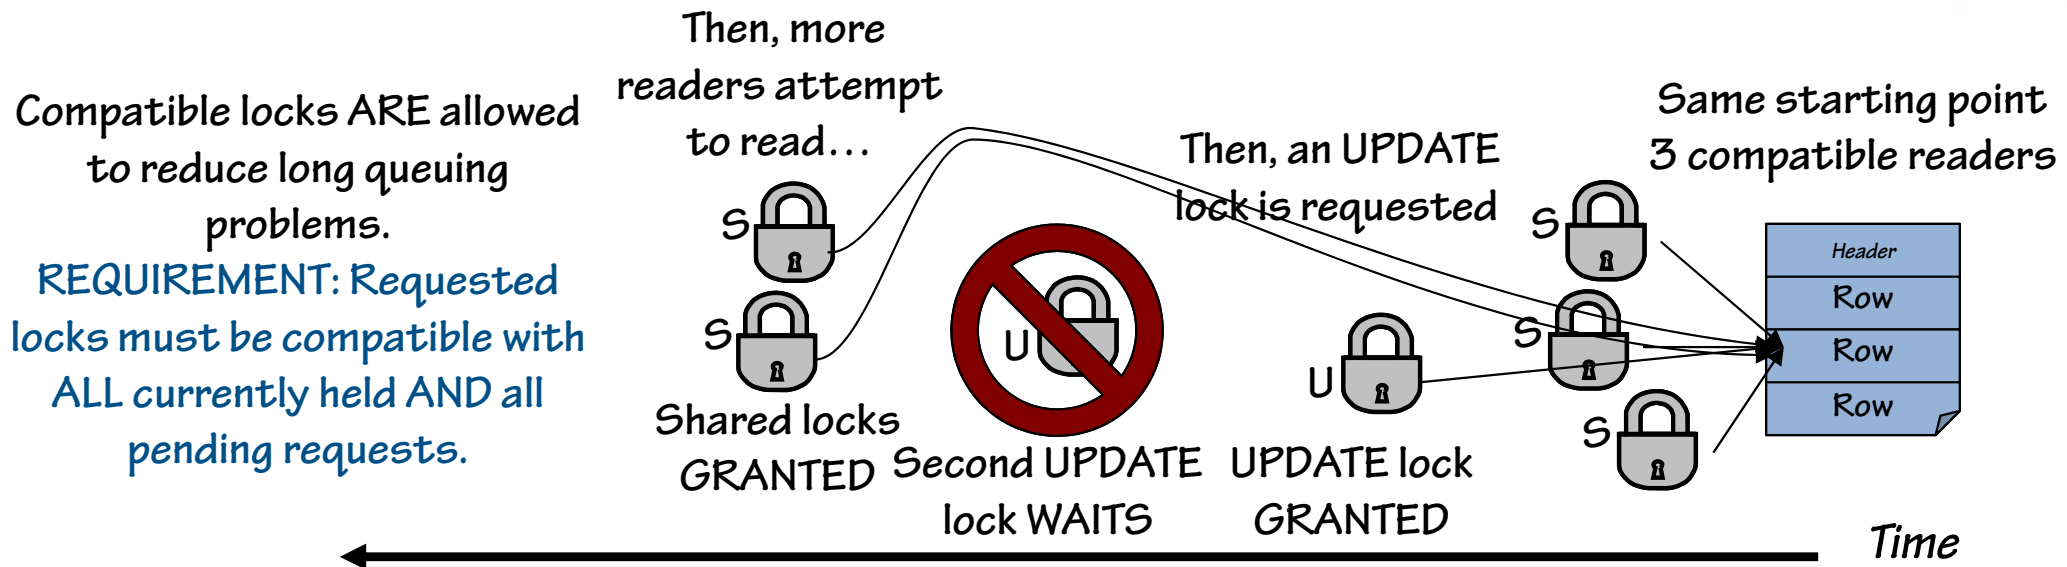 Compatible locks ARE allowed
to reduce long queuing
problems.
REQUIREMENT: Requested
locks must be compatible with
ALL currently held AND all
pending requests.
Then, more
readers attempt
to read…
S
S
Shared locks
GRANTED
U
Second UPDATE
lock WAITS
Then, an UPDATE
lock is requested
U
UPDATE lock
GRANTED
Same starting point
3 compatible readers
S
S
S
Header
Row
Row
Row
Time